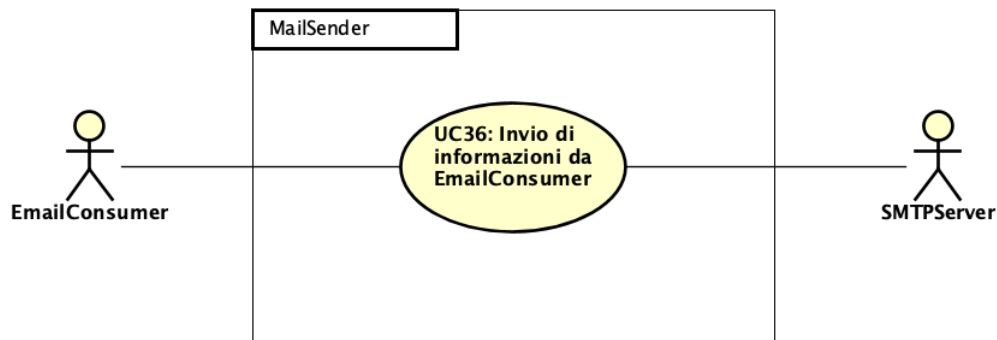 MailSender
UC36: Invio di
informazioni da
EmailConsumer
EmailConsumer
SMTPServer